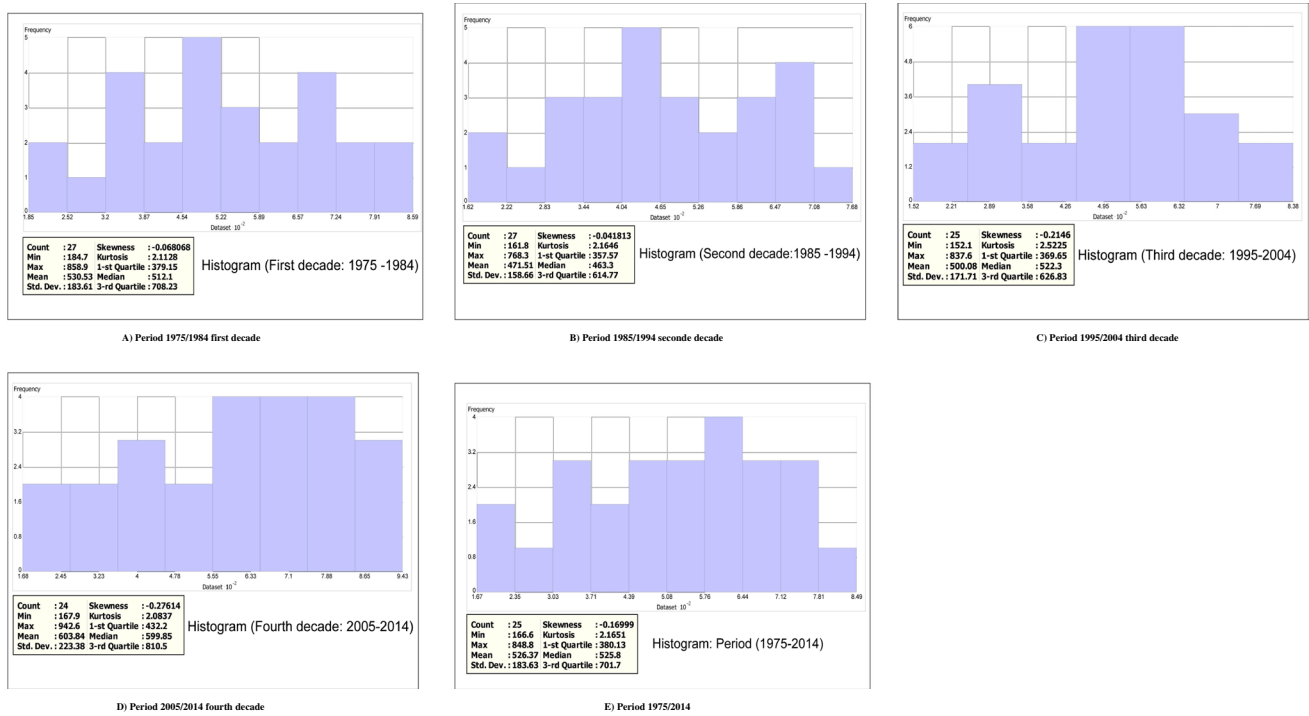 Frequency
5
4
3
2
1
0
1.85 2.52 3.2 3.87 4.54 5.22 5.89 6.57 7.24 7.91 8.59
Dataset 10-2
Count : 27 Skewness : -0.068068
Min : 184.7 Kurtosis : 2.1128
Max : 858.9 1-st Quartile : 379.15
Mean : 530.53 Median : 512.1
Std. Dev. : 183.61 3-rd Quartile : 708.23
Histogram (First decade: 1975 -1984)
A) Period 1975/1984 first decade
Frequency
5
4
3
2
1
0
1.62 2.22 2.83 3.44 4.04 4.65 5.26 5.86 6.47 7.08 7.68
Dataset 10-2
Count : 27 Skewness : -0.041813
Min : 161.8 Kurtosis : 2.1646
Max : 768.3 1-st Quartile : 357.57
Mean : 471.51 Median : 463.3
Std. Dev. : 158.66 3-rd Quartile : 614.77
Histogram (Second decade:1985 -1994)
B) Period 1985/1994 seconde decade
Frequency
6
4.8
3.6
2.4
1.2
0
1.52 2.21 2.89 3.58 4.26 4.95 5.63 6.32 7 7.69 8.38
Dataset 10-2
Count : 25 Skewness : -0.2146
Min : 152.1 Kurtosis : 2.5225
Max : 837.6 1-st Quartile : 369.65
Mean : 500.08 Median : 522.3
Std. Dev. : 171.71 3-rd Quartile : 626.83
Histogram (Third decade: 1995-2004)
C) Period 1995/2004 third decade
Frequency
4
3.2
2.4
1.6
0.8
0
1.68 2.45 3.23 4 4.78 5.55 6.33 7.1 7.88 8.65 9.43
Dataset 10-2
Count : 24 Skewness : -0.27614
Min : 167.9 Kurtosis : 2.0837
Max : 942.6 1-st Quartile : 432.2
Mean : 603.84 Median : 599.85
Std. Dev. : 223.38 3-rd Quartile : 810.5
Histogram (Fourth decade: 2005-2014)
D) Period 2005/2014 fourth decade
Frequency
4
3.2
2.4
1.6
0.8
0
1.67 2.35 3.03 3.71 4.39 5.08 5.76 6.44 7.12 7.81 8.49
Dataset 10-2
Count : 25 Skewness : -0.16999
Min : 166.6 Kurtosis : 2.1651
Max : 848.8 1-st Quartile : 380.13
Mean : 526.37 Median : 525.8
Std. Dev. : 183.63 3-rd Quartile : 701.7
Histogram: Period (1975-2014)
E) Period 1975/2014